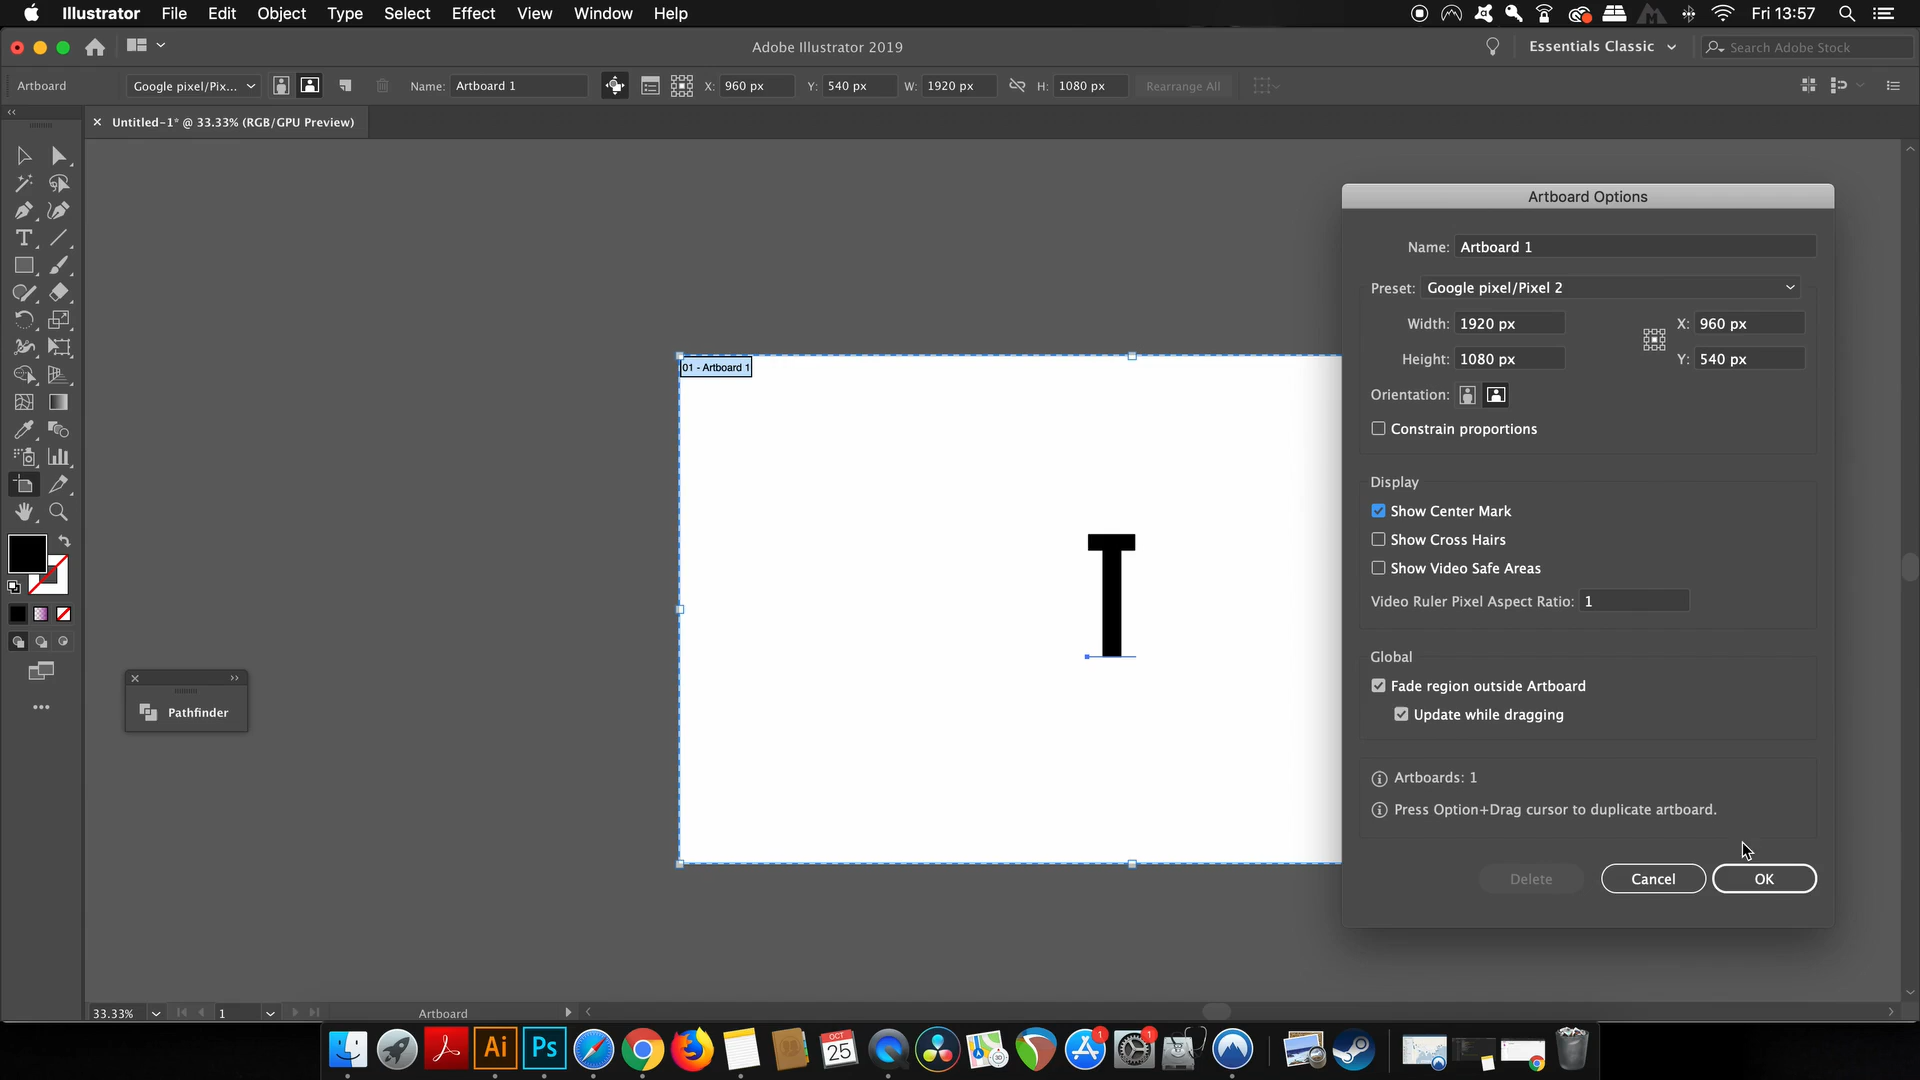 Illustrator File Edit Object Type Select Effect View Window Help Fri 13:57
Adobe Illustrator 2019 Essentials Classic Search Adobe Stock
Artboard Google pixel/Pix... Name: Artboard 1 X: 960 px Y: 540 px W: 1920 px H: 1080 px Rearrange All
Untitled-1* @ 33.33% (RGB/GPU Preview)
Artboard Options
Name: Artboard 1
Preset: Google pixel/Pixel 2
Width: 1920 px X: 960 px
Height: 1080 px Y: 540 px
01 - Artboard 1
Orientation:
Constrain proportions
Display
Show Center Mark
Show Cross Hairs
T
Show Video Safe Areas
Video Ruler Pixel Aspect Ratio: 1
Global
Fade region outside Artboard
Pathfinder
Update while dragging
Artboards: 1
Press Option+Drag cursor to duplicate artboard.
Delete Cancel OK
33.33% 1 Artboard
Ai Ps OCT 25 3D 1 1